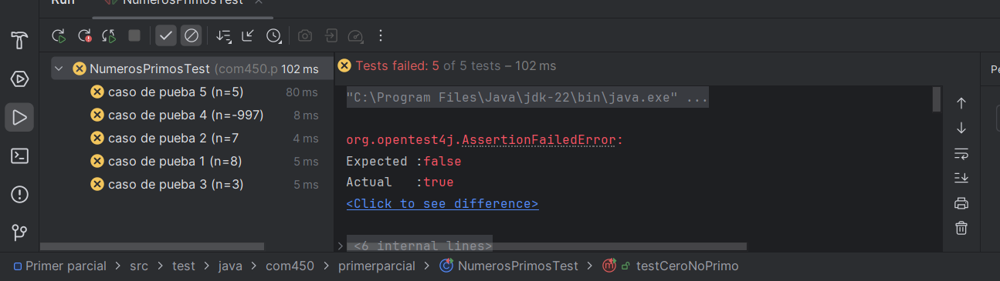 Run NumerosPrimosTest ×
NumerosPrimosTest (com450.p 102 ms
caso de pueba 5 (n=5) 80 ms
caso de pueba 4 (n=-997) 8 ms
caso de pueba 2 (n=7 4 ms
caso de pueba 1 (n=8) 5 ms
caso de pueba 3 (n=3) 5 ms
Tests failed: 5 of 5 tests – 102 ms
"C:\Program Files\Java\jdk-22\bin\java.exe" ...
org.opentest4j.AssertionFailedError:
Expected :false
Actual   :true
<Click to see difference>
<6 internal lines>
Pe
Primer parcial > src > test > java > com450 > primerparcial > NumerosPrimosTest > testCeroNoPrimo